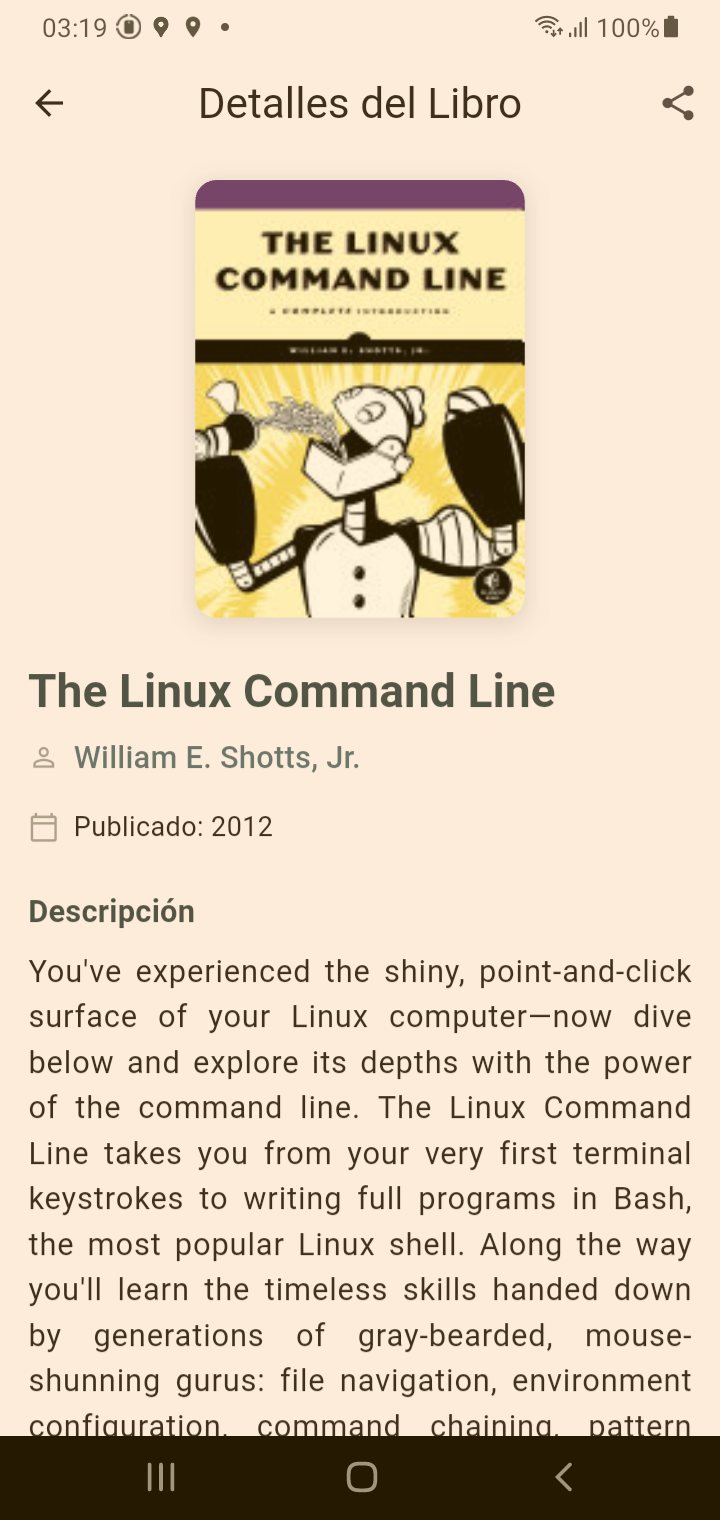 03:19
100%
Detalles del Libro
THE LINUX
COMMAND LINE
A COMPLETE INTRODUCTION
WILLIAM E. SHOTTS, JR.
The Linux Command Line
William E. Shotts, Jr.
Publicado: 2012
Descripción
You've experienced the shiny, point-and-click
surface of your Linux computer—now dive
below and explore its depths with the power
of the command line. The Linux Command
Line takes you from your very first terminal
keystrokes to writing full programs in Bash,
the most popular Linux shell. Along the way
you'll learn the timeless skills handed down
by generations of gray-bearded, mouse-
shunning gurus: file navigation, environment
configuration, command chaining, pattern